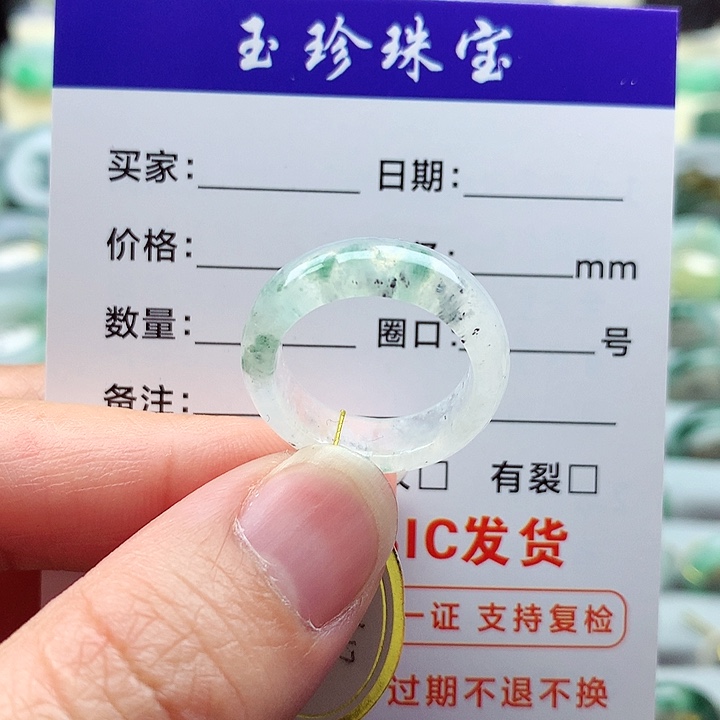 玉珍珠宝
买家: 日期:
价格: mm
数量: 圈口: 号
备注:
□ 有裂□
IC发货
一证 支持复检
过期不退不换